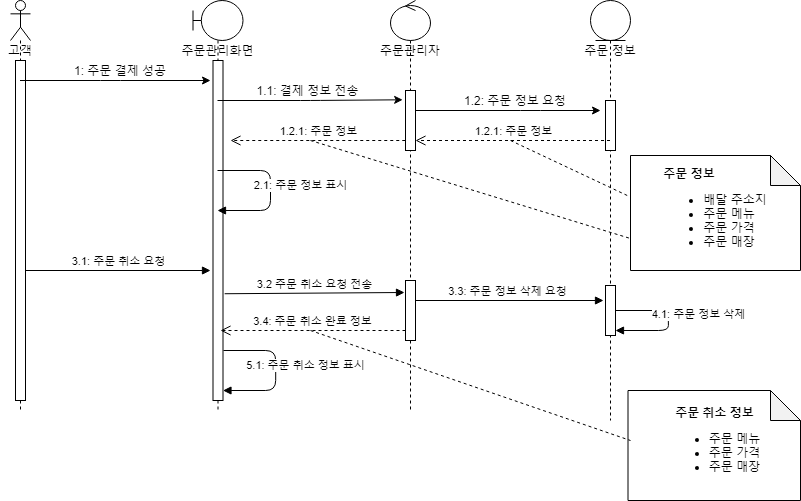 고객
주문관리화면
주문관리자
주문 정보
1: 주문 결제 성공
1.1: 결제 정보 전송
1.2: 주문 정보 요청
1.2.1: 주문 정보
1.2.1: 주문 정보
주문 정보
배달 주소지
주문 메뉴
주문 가격
주문 매장
2.1: 주문 정보 표시
3.1: 주문 취소 요청
3.2 주문 취소 요청 전송
3.3: 주문 정보 삭제 요청
4.1: 주문 정보 삭제
3.4: 주문 취소 완료 정보
5.1: 주문 취소 정보 표시
주문 취소 정보
주문 메뉴
주문 가격
주문 매장